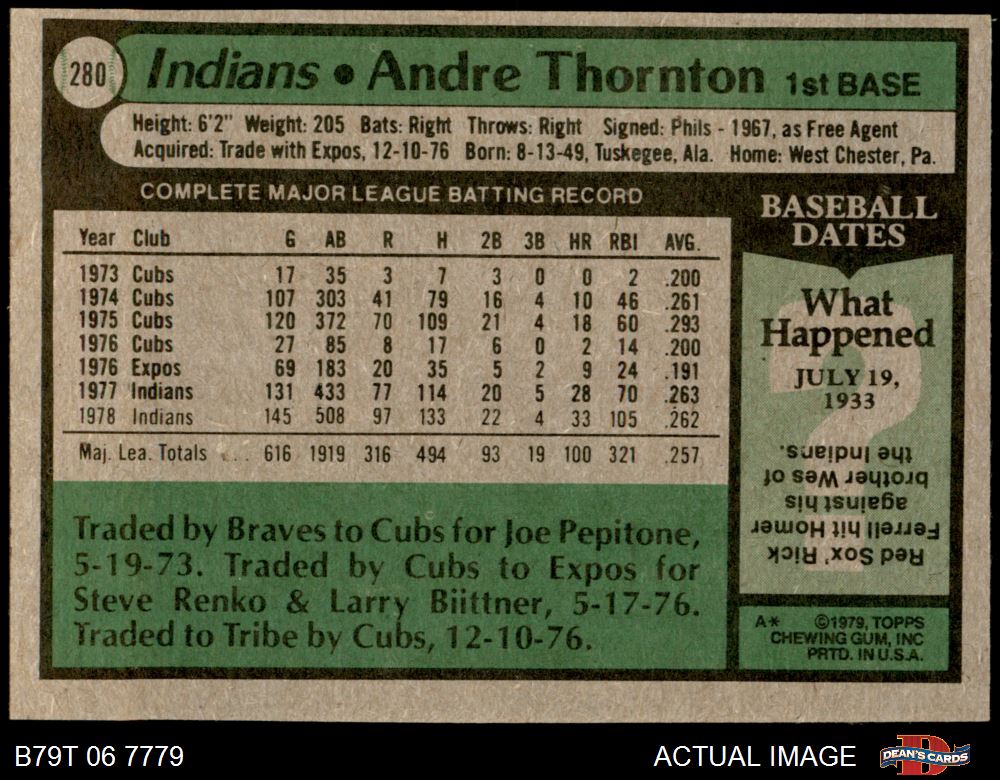 280 Indians • Andre Thornton 1st BASE
Height: 6'2" Weight: 205 Bats: Right Throws: Right Signed: Phils - 1967, as Free Agent
Acquired: Trade with Expos, 12-10-76 Born: 8-13-49, Tuskegee, Ala. Home: West Chester, Pa.
COMPLETE MAJOR LEAGUE BATTING RECORD
Year Club G AB R H 2B 3B HR RBI AVG.
1973 Cubs 17 35 3 7 3 0 0 2 .200
1974 Cubs 107 303 41 79 16 4 10 46 .261
1975 Cubs 120 372 70 109 21 4 18 60 .293
1976 Cubs 27 85 8 17 6 0 2 14 .200
1976 Expos 69 183 20 35 5 2 9 24 .191
1977 Indians 131 433 77 114 20 5 28 70 .263
1978 Indians 145 508 97 133 22 4 33 105 .262
Maj. Lea. Totals ... 616 1919 316 494 93 19 100 321 .257
Traded by Braves to Cubs for Joe Pepitone,
5-19-73. Traded by Cubs to Expos for
Steve Renko & Larry Biittner, 5-17-76.
Traded to Tribe by Cubs, 12-10-76.
BASEBALL
DATES
What
Happened
JULY 19,
1933
?
Red Sox' Rick
Ferrell hit Homer
against his
brother Wes of
the Indians.
A* ©1979, TOPPS
CHEWING GUM, INC
PRTD. IN U.S.A.
B79T 06 7779 ACTUAL IMAGE DEAN'S CARDS